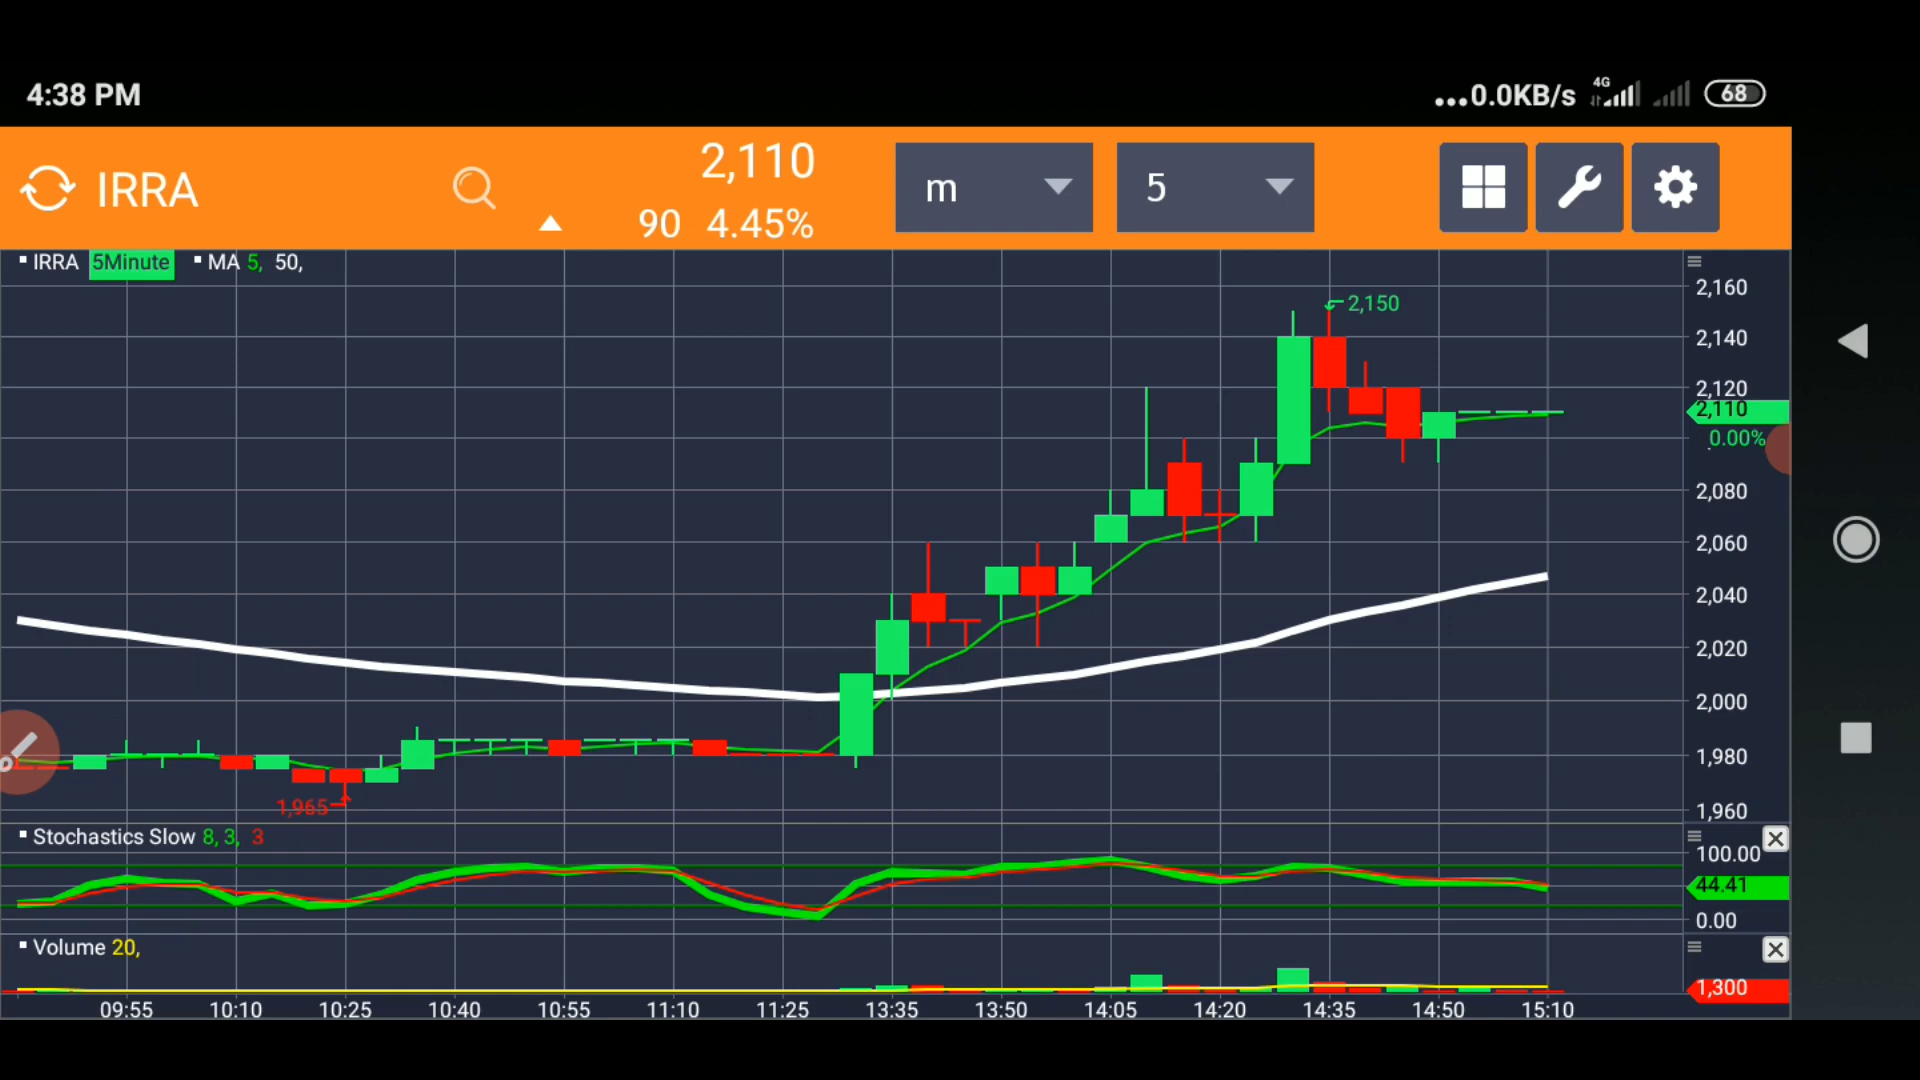 4:38 PM
...0.0KB/s 4G 68
IRRA
2,110
90 4.45%
m
5
IRRA 5Minute MA 5, 50,
2,150
1,965
2,160
2,140
2,120
2,110
0.00%
2,080
2,060
2,040
2,020
2,000
1,980
1,960
Stochastics Slow 8, 3, 3
100.00
44.41
0.00
Volume 20,
1,300
09:55 10:10 10:25 10:40 10:55 11:10 11:25 13:35 13:50 14:05 14:20 14:35 14:50 15:10